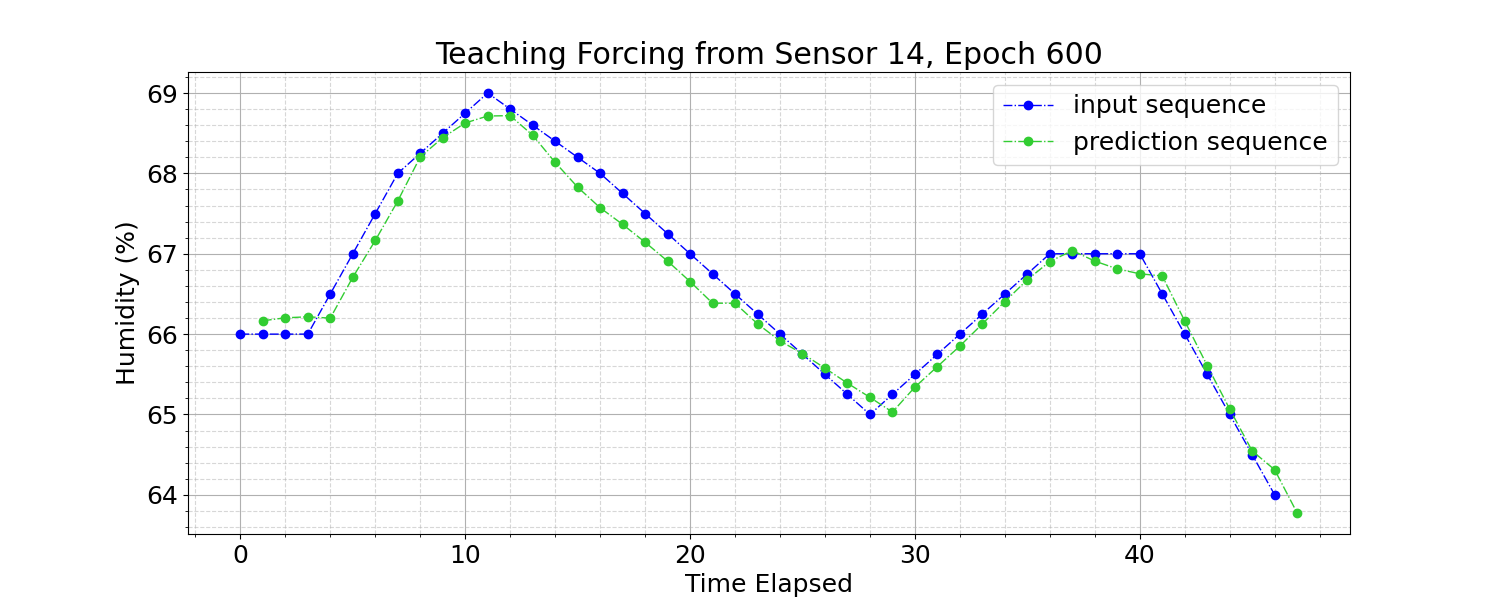 Teaching Forcing from Sensor 14, Epoch 600
input sequence
prediction sequence
Humidity (%)
69
68
67
66
65
64
0 10 20 30 40
Time Elapsed